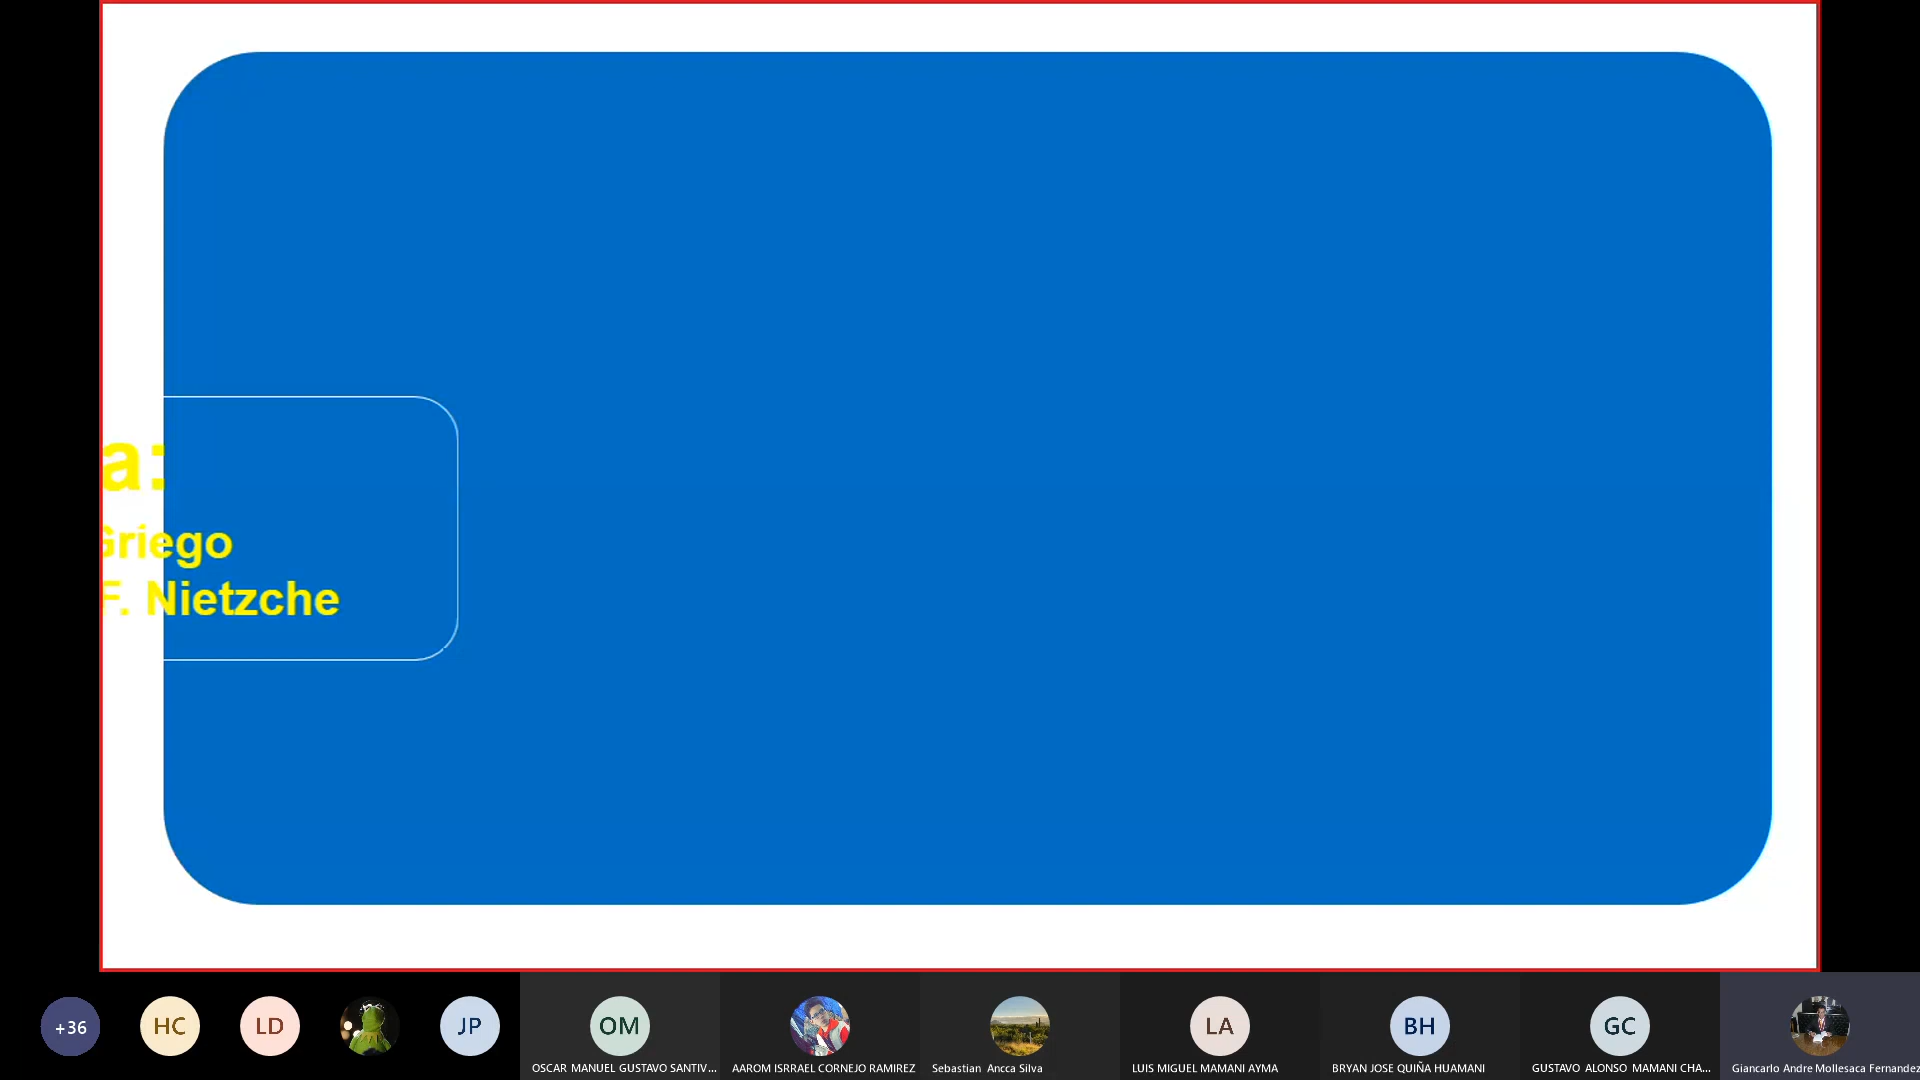 a:
Griego
F. Nietzche
+36
HC
LD
JP
OM
LA
BH
GC
OSCAR MANUEL GUSTAVO SANTIV...
AAROM ISRRAEL CORNEJO RAMIREZ
Sebastian Ancca Silva
LUIS MIGUEL MAMANI AYMA
BRYAN JOSE QUIÑA HUAMANI
GUSTAVO ALONSO MAMANI CHA...
Giancarlo Andre Mollesaca Fernandez